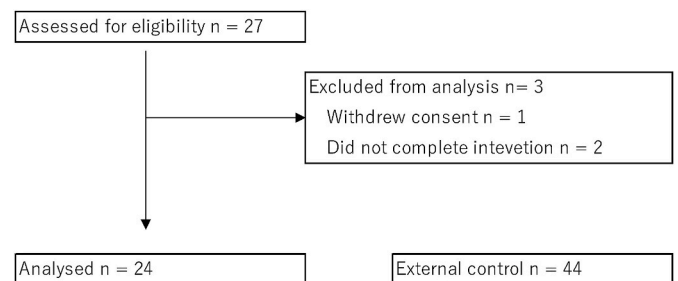 Assessed for eligibility n = 27
Excluded from analysis n= 3
Withdrew consent n = 1
Did not complete intevetion n = 2
Analysed n = 24
External control n = 44